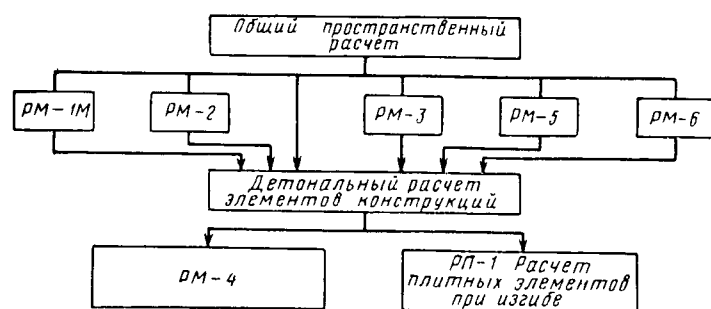 Общий пространственный
расчет
РМ-1М
РМ-2
РМ-3
РМ-5
РМ-6
Детональный расчет
элементов конструкций
РМ-4
РП-1 Расчет
плитных элементов
при изгибе